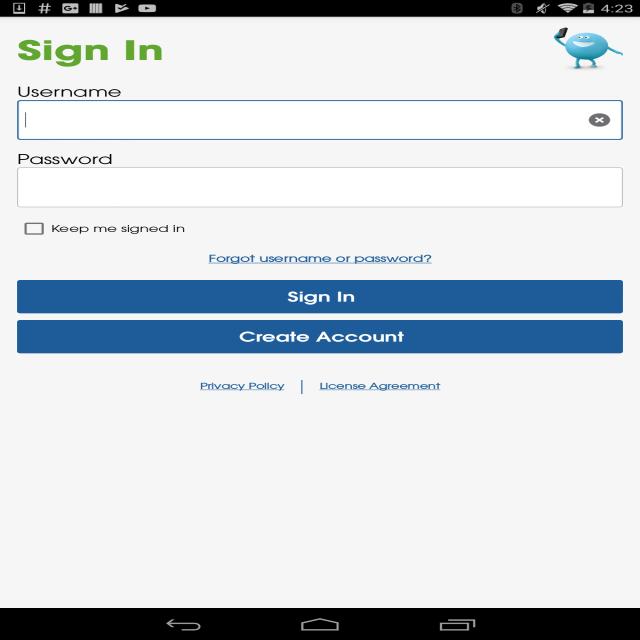 4:23
Sign In
Username
Password
Keep me signed in
Forgot username or password?
Sign In
Create Account
Privacy Policy | License Agreement